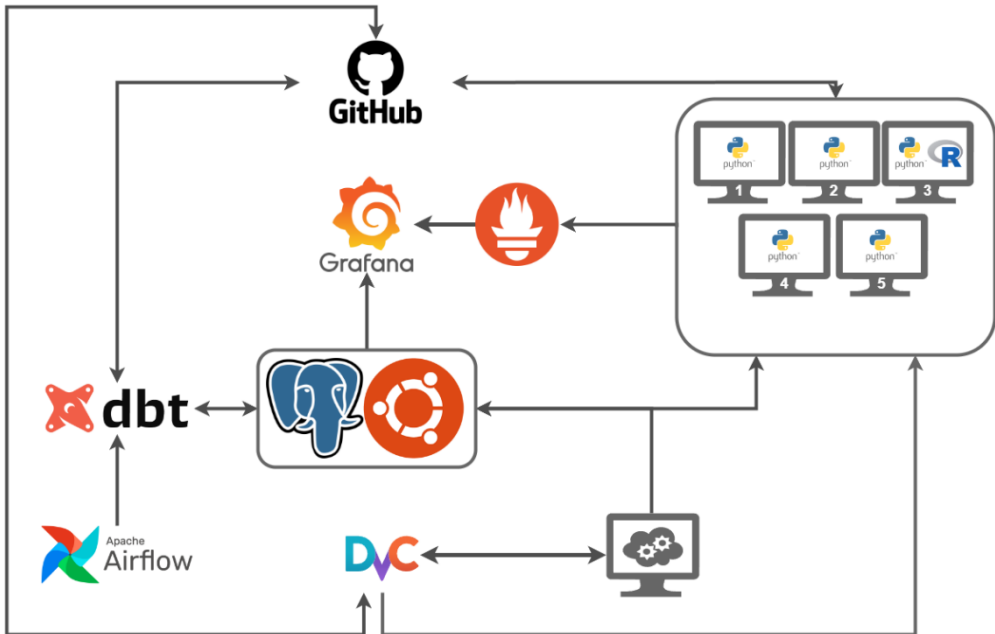 GitHub
python
python
python
R
1
2
3
python
python
4
5
Grafana
dbt
Apache
Airflow
DVC